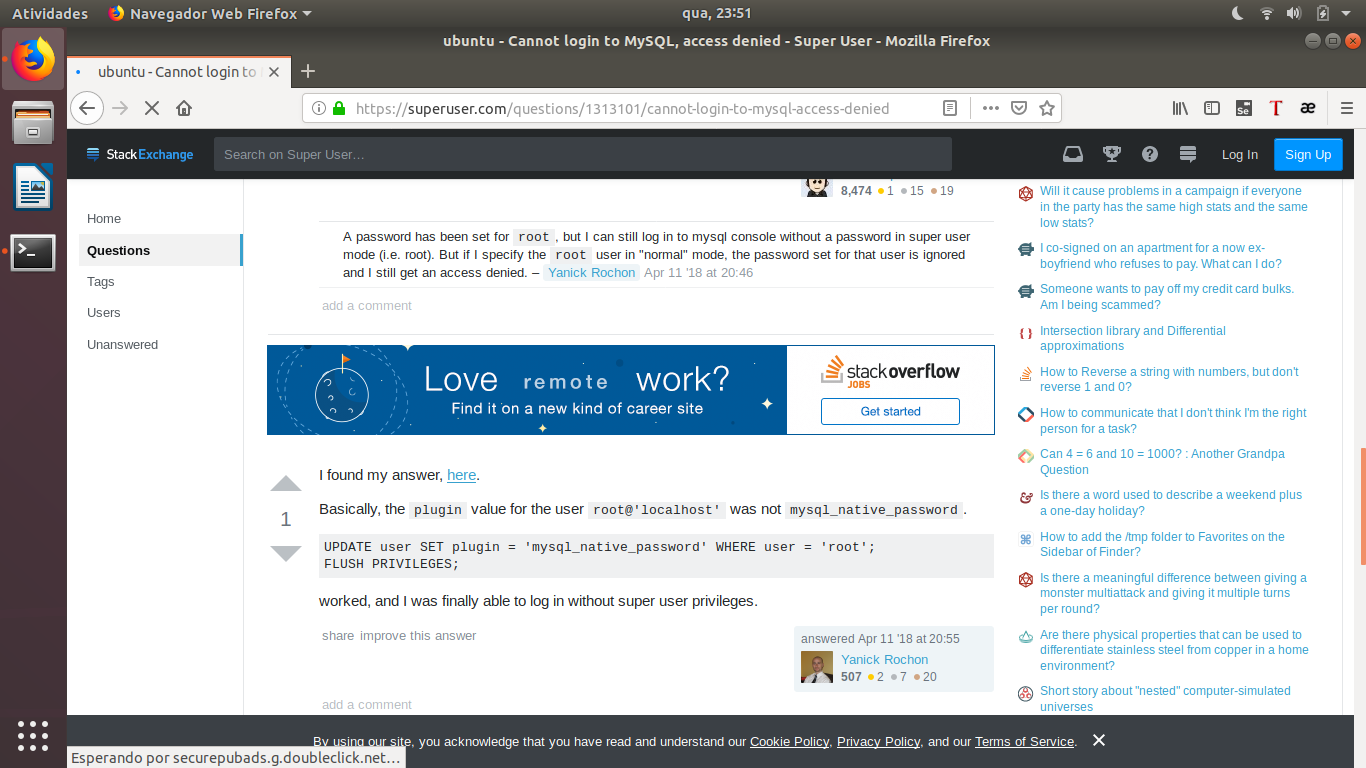 Atividades Navegador Web Firefox qua, 23:51
ubuntu - Cannot login to MySQL, access denied - Super User - Mozilla Firefox
ubuntu - Cannot login to
https://superuser.com/questions/1313101/cannot-login-to-mysql-access-denied
StackExchange Search on Super User… Log In Sign Up
Home
Questions
Tags
Users
Unanswered
8,474 1 15 19
A password has been set for root, but I can still log in to mysql console without a password in super user
mode (i.e. root). But if I specify the root user in "normal" mode, the password set for that user is ignored
and I still get an access denied. – Yanick Rochon Apr 11 '18 at 20:46
add a comment
Love remote work?
Find it on a new kind of career site
stackoverflow
JOBS
Get started
I found my answer, here.
1
Basically, the plugin value for the user root@'localhost' was not mysql_native_password.
UPDATE user SET plugin = 'mysql_native_password' WHERE user = 'root';
FLUSH PRIVILEGES;
worked, and I was finally able to log in without super user privileges.
share improve this answer
answered Apr 11 '18 at 20:55
Yanick Rochon
507 2 7 20
add a comment
Will it cause problems in a campaign if everyone
in the party has the same high stats and the same
low stats?
I co-signed on an apartment for a now ex-
boyfriend who refuses to pay. What can I do?
Someone wants to pay off my credit card bulks.
Am I being scammed?
Intersection library and Differential
approximations
How to Reverse a string with numbers, but don't
reverse 1 and 0?
How to communicate that I don't think I'm the right
person for a task?
Can 4 = 6 and 10 = 1000? : Another Grandpa
Question
Is there a word used to describe a weekend plus
a one-day holiday?
How to add the /tmp folder to Favorites on the
Sidebar of Finder?
Is there a meaningful difference between giving a
monster multiattack and giving it multiple turns
per round?
Are there physical properties that can be used to
differentiate stainless steel from copper in a home
environment?
Short story about "nested" computer-simulated
universes
By using our site, you acknowledge that you have read and understand our Cookie Policy, Privacy Policy, and our Terms of Service.
Esperando por securepubads.g.doubleclick.net…